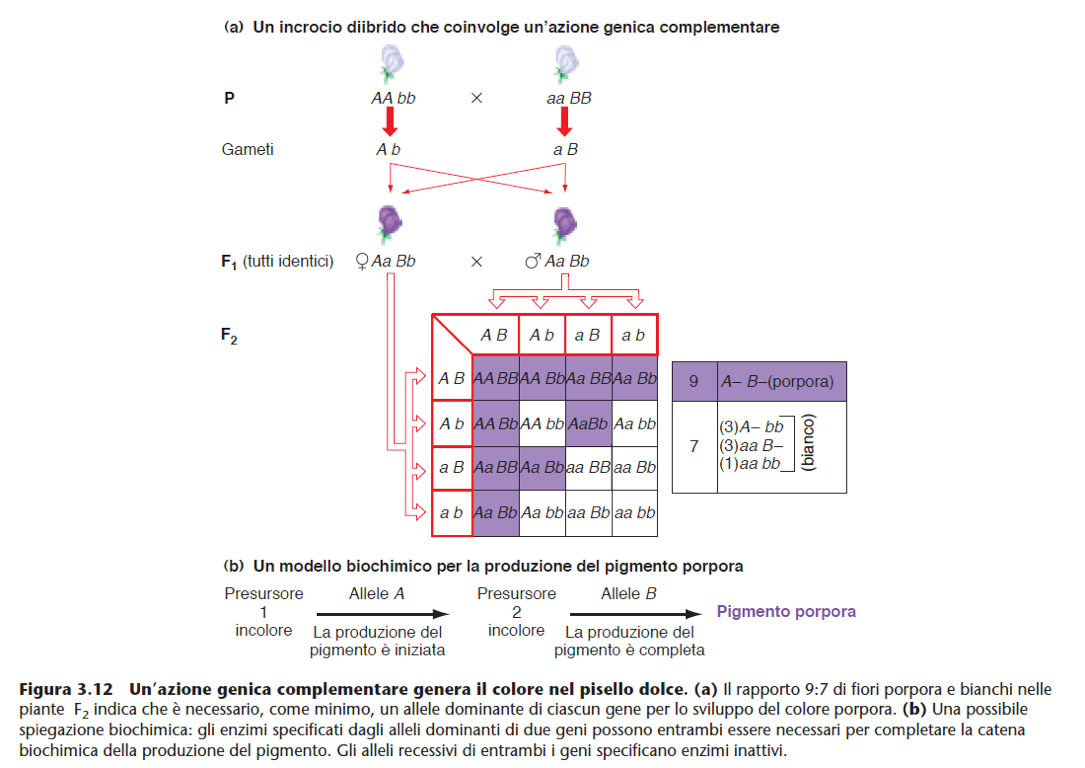 (a) Un incrocio diibrido che coinvolge un'azione genica complementare
P AA bb × aa BB
Gameti A b a B
F1 (tutti identici) ♀ Aa Bb × ♂ Aa Bb
F2
A B A b a B a b
A B AA BB AA Bb Aa BB Aa Bb
A b AA Bb AA bb AaBb Aa bb
a B Aa BB Aa Bb aa BB aa Bb
a b Aa Bb Aa bb aa Bb aa bb
9 A– B–(porpora)
7
(3)A– bb
(3)aa B–
(1)aa bb
(bianco)
(b) Un modello biochimico per la produzione del pigmento porpora
Presursore
1
incolore
Allele A
La produzione del
pigmento è iniziata
Presursore
2
incolore
Allele B
La produzione del
pigmento è completa
Pigmento porpora
Figura 3.12 Un'azione genica complementare genera il colore nel pisello dolce. (a) Il rapporto 9:7 di fiori porpora e bianchi nelle
piante F2 indica che è necessario, come minimo, un allele dominante di ciascun gene per lo sviluppo del colore porpora. (b) Una possibile
spiegazione biochimica: gli enzimi specificati dagli alleli dominanti di due geni possono entrambi essere necessari per completare la catena
biochimica della produzione del pigmento. Gli alleli recessivi di entrambi i geni specificano enzimi inattivi.